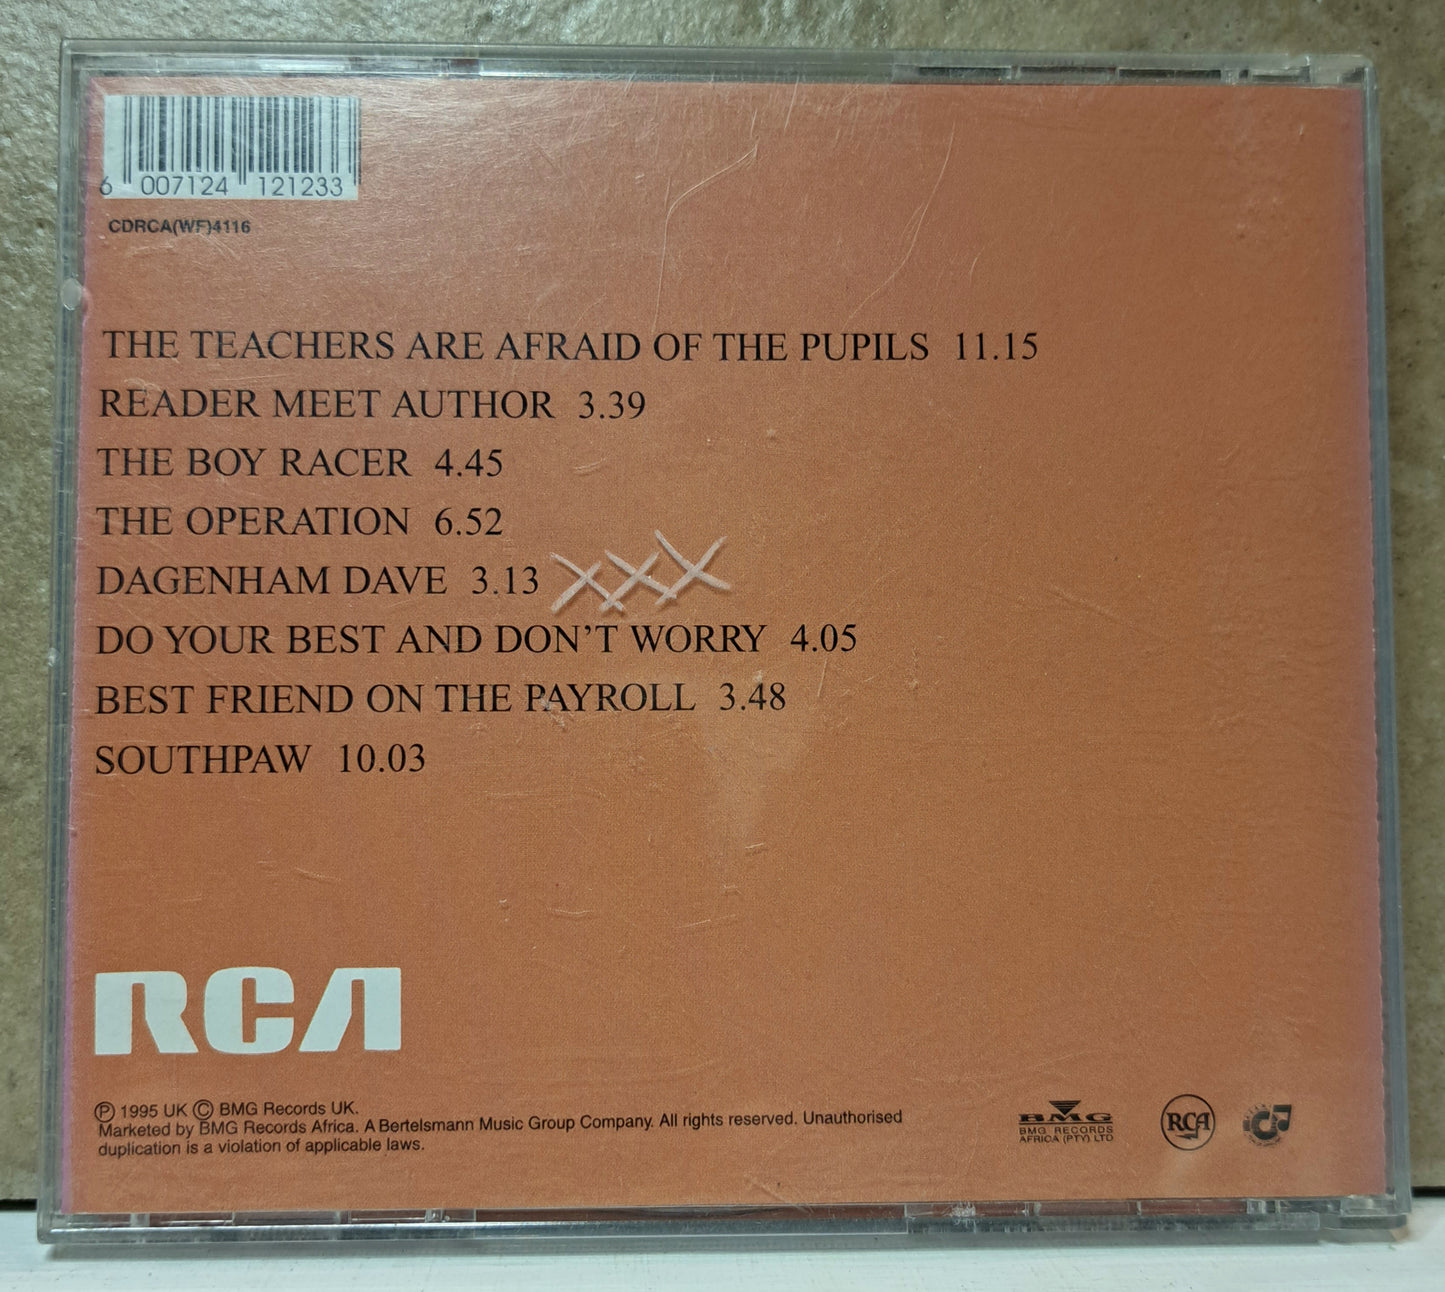 6 007124 121233
CDRCA(WF)4116
THE TEACHERS ARE AFRAID OF THE PUPILS 11.15
READER MEET AUTHOR 3.39
THE BOY RACER 4.45
THE OPERATION 6.52
DAGENHAM DAVE 3.13 XXX
DO YOUR BEST AND DON'T WORRY 4.05
BEST FRIEND ON THE PAYROLL 3.48
SOUTHPAW 10.03
RCA
Ⓟ 1995 UK © BMG Records UK.
Marketed by BMG Records Africa. A Bertelsmann Music Group Company. All rights reserved. Unauthorised
duplication is a violation of applicable laws.
BMG
BMG RECORDS
AFRICA (PTY) LTD
RCA